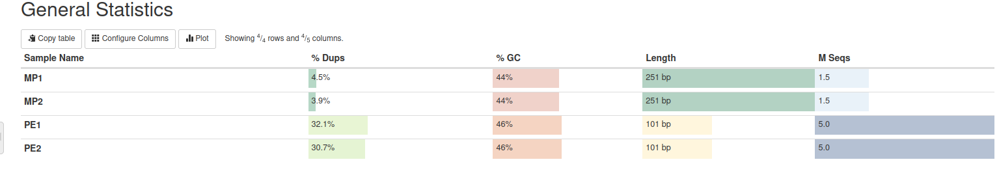 General Statistics
Copy table Configure Columns Plot Showing 4/4 rows and 4/5 columns.
Sample Name % Dups % GC Length M Seqs
MP1 4.5% 44% 251 bp 1.5
MP2 3.9% 44% 251 bp 1.5
PE1 32.1% 46% 101 bp 5.0
PE2 30.7% 46% 101 bp 5.0